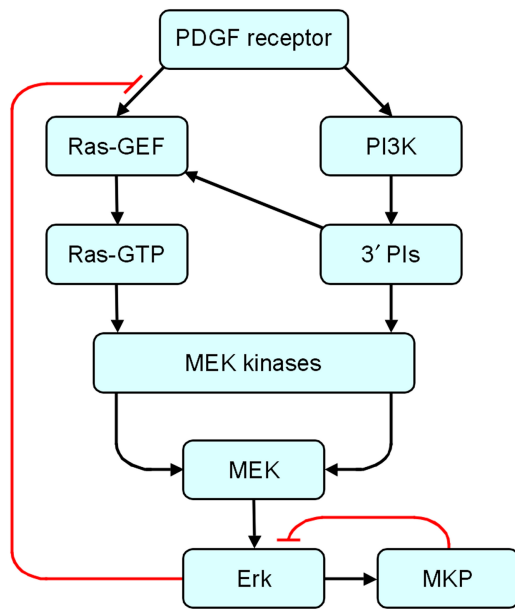 PDGF receptor
Ras-GEF
PI3K
Ras-GTP
3′ PIs
MEK kinases
MEK
Erk
MKP